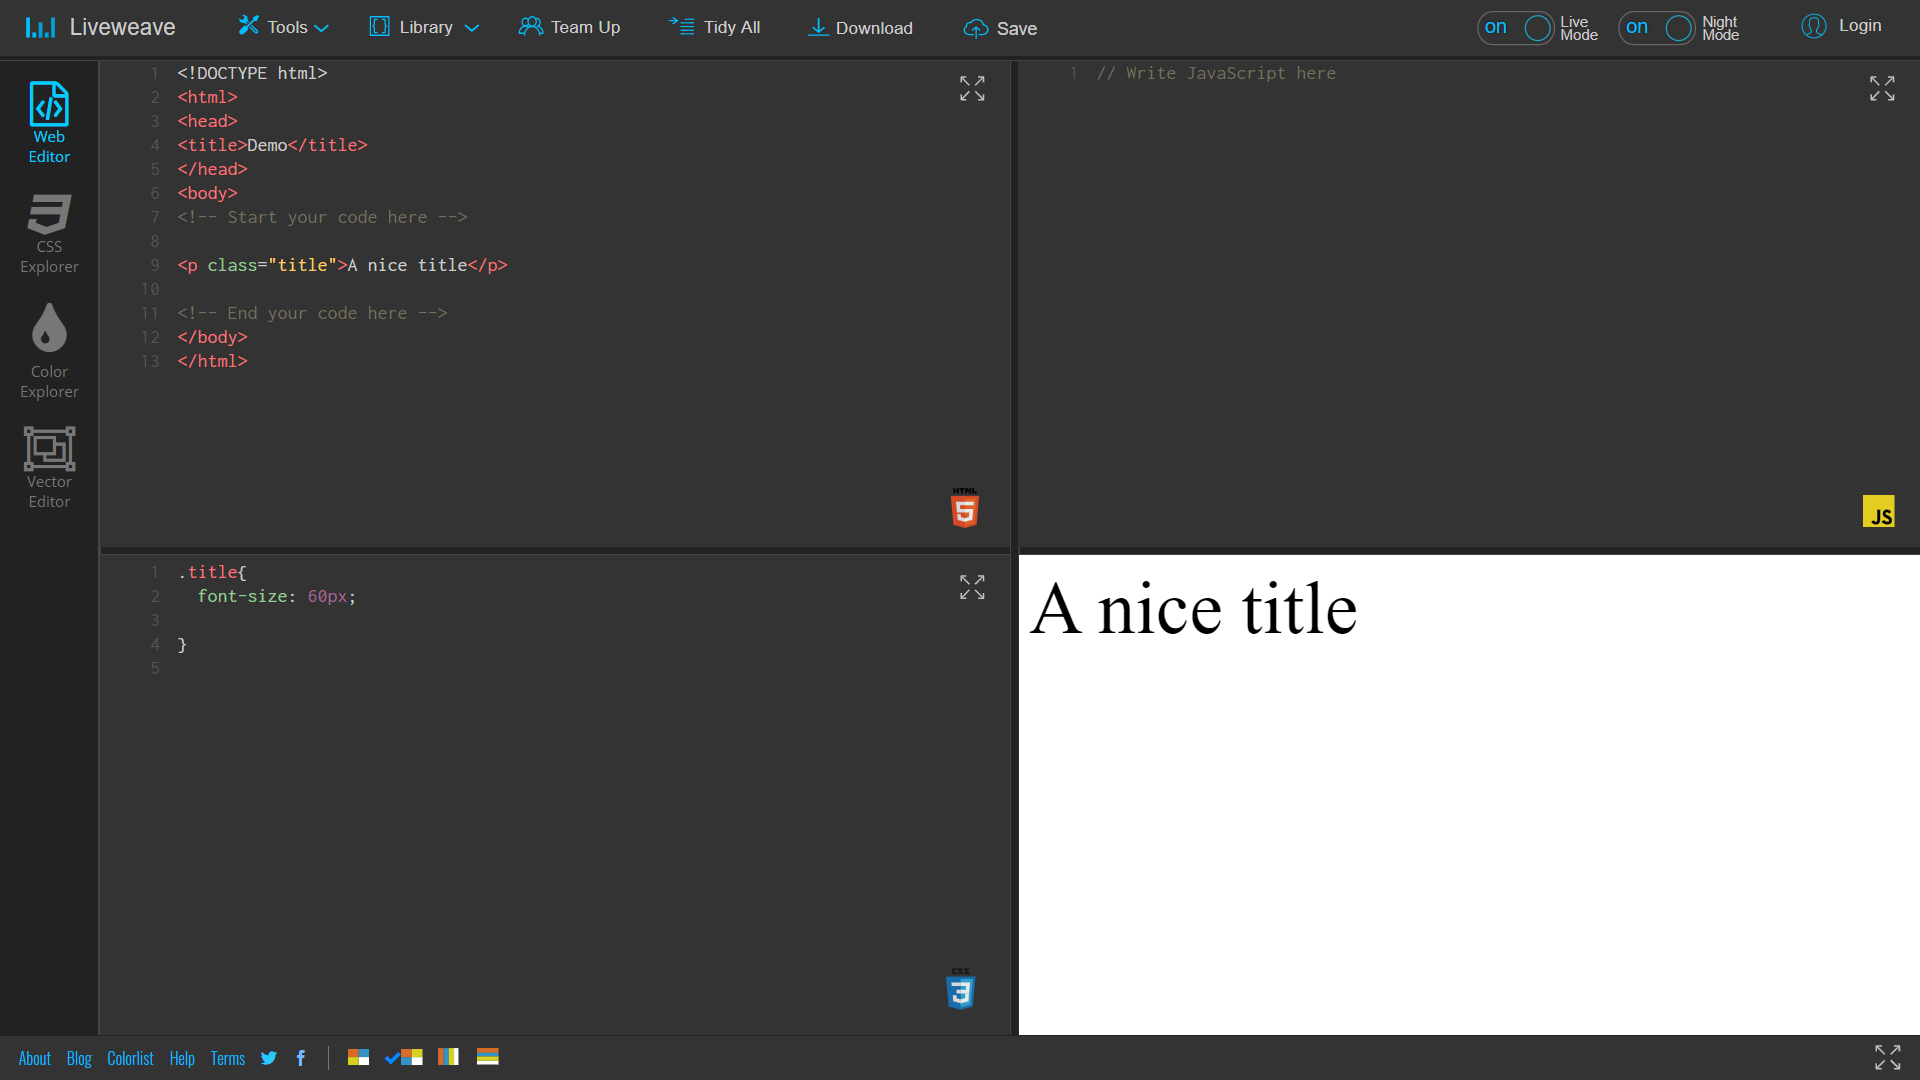 Liveweave
Tools
Library
Team Up
Tidy All
Download
Save
on
Live
Mode
on
Night
Mode
Login
Web
Editor
CSS
Explorer
Color
Explorer
Vector
Editor
1 <!DOCTYPE html>
2 <html>
3 <head>
4 <title>Demo</title>
5 </head>
6 <body>
7 <!-- Start your code here -->
8
9 <p class="title">A nice title</p>
10
11 <!-- End your code here -->
12 </body>
13 </html>
HTML
5
1 // Write JavaScript here
JS
1 .title{
2 font-size: 60px;
3
4 }
5
CSS
3
A nice title
About Blog Colorlist Help Terms